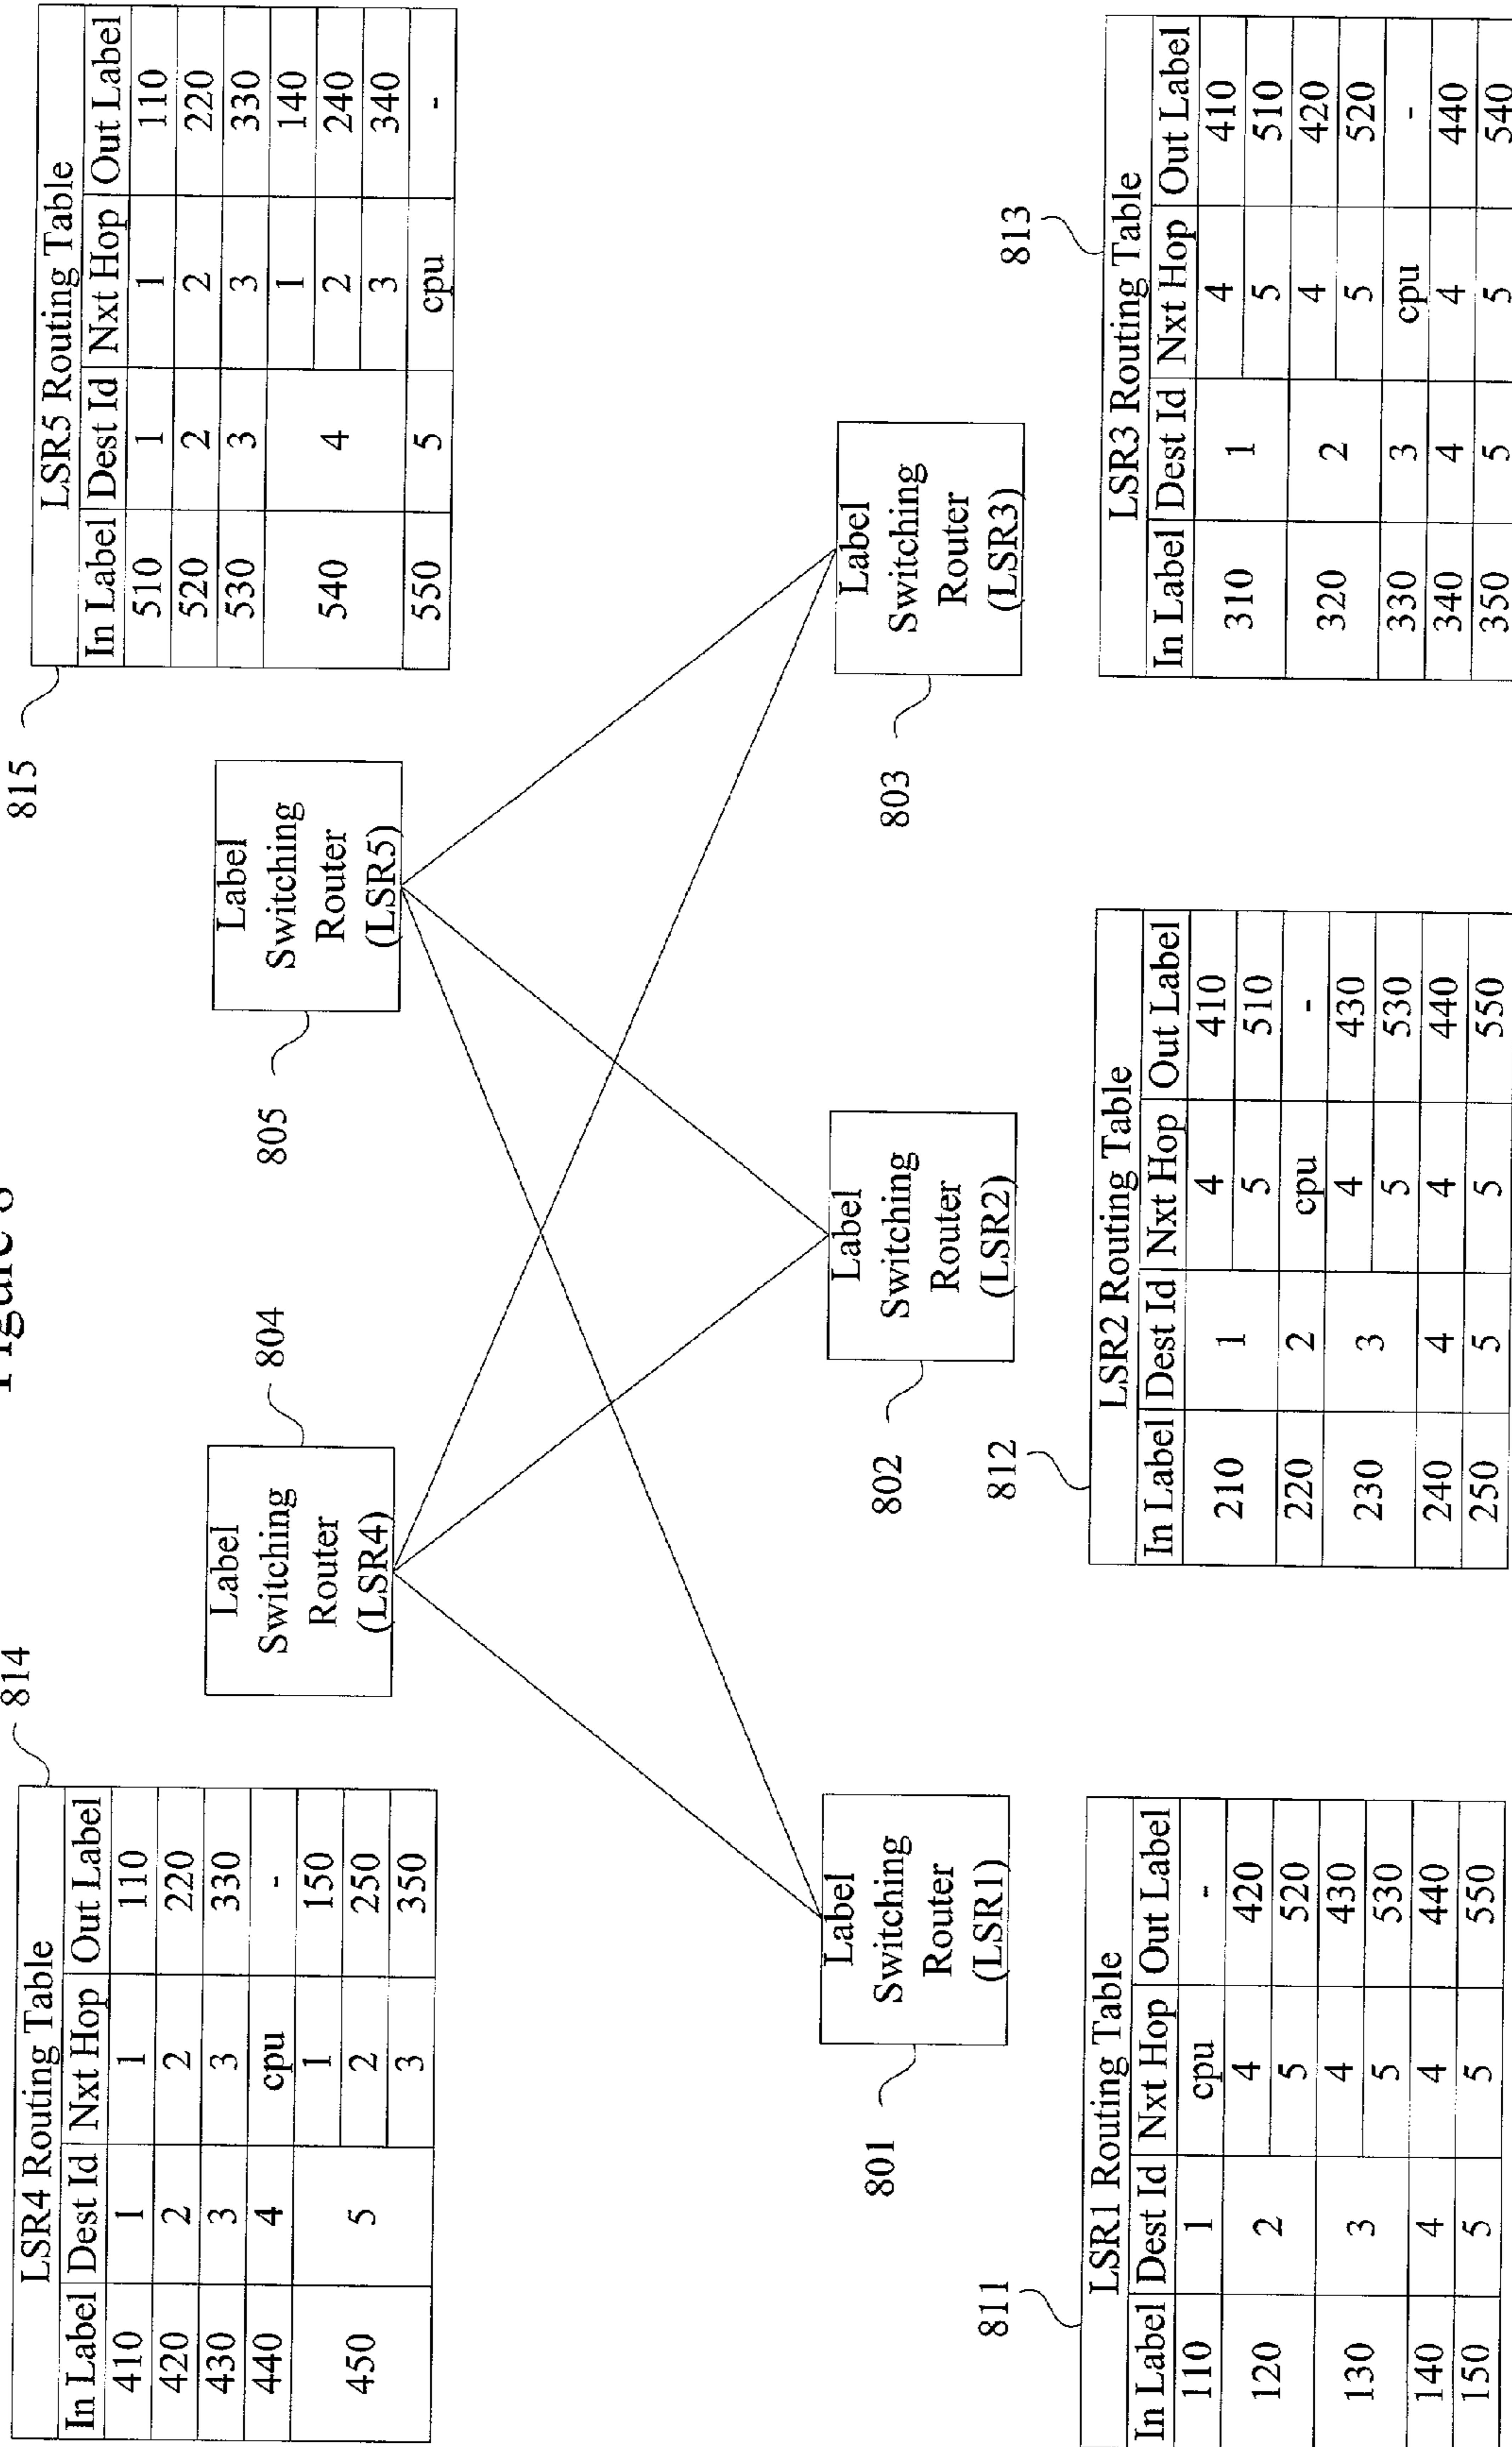 Figure 8
814
LSR4 Routing Table
In Label Dest Id Nxt Hop Out Label
410 1 1 110
420 2 2 220
430 3 3 330
440 4 cpu -
450 5 1 150
2 250
3 350
804
Label
Switching
Router
(LSR4)
805
Label
Switching
Router
(LSR5)
815
LSR5 Routing Table
In Label Dest Id Nxt Hop Out Label
510 1 1 110
520 2 2 220
530 3 3 330
540 4 1 140
2 240
3 340
550 5 cpu -
801
Label
Switching
Router
(LSR1)
802
Label
Switching
Router
(LSR2)
803
Label
Switching
Router
(LSR3)
811
LSR1 Routing Table
In Label Dest Id Nxt Hop Out Label
110 1 cpu -
120 2 4 420
5 520
130 3 4 430
5 530
140 4 4 440
150 5 5 550
812
LSR2 Routing Table
In Label Dest Id Nxt Hop Out Label
210 1 4 410
5 510
220 2 cpu -
230 3 4 430
5 530
240 4 4 440
250 5 5 550
813
LSR3 Routing Table
In Label Dest Id Nxt Hop Out Label
310 1 4 410
5 510
320 2 4 420
5 520
330 3 cpu -
340 4 4 440
350 5 5 540